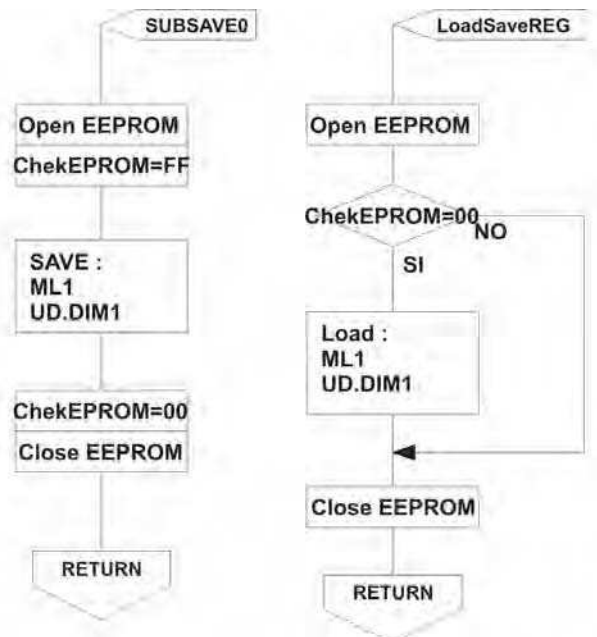 SUBSAVE0
Open EEPROM
ChekEPROM=FF
SAVE :
ML1
UD.DIM1
ChekEPROM=00
Close EEPROM
RETURN
LoadSaveREG
Open EEPROM
ChekEPROM=00
NO
SI
Load :
ML1
UD.DIM1
Close EEPROM
RETURN